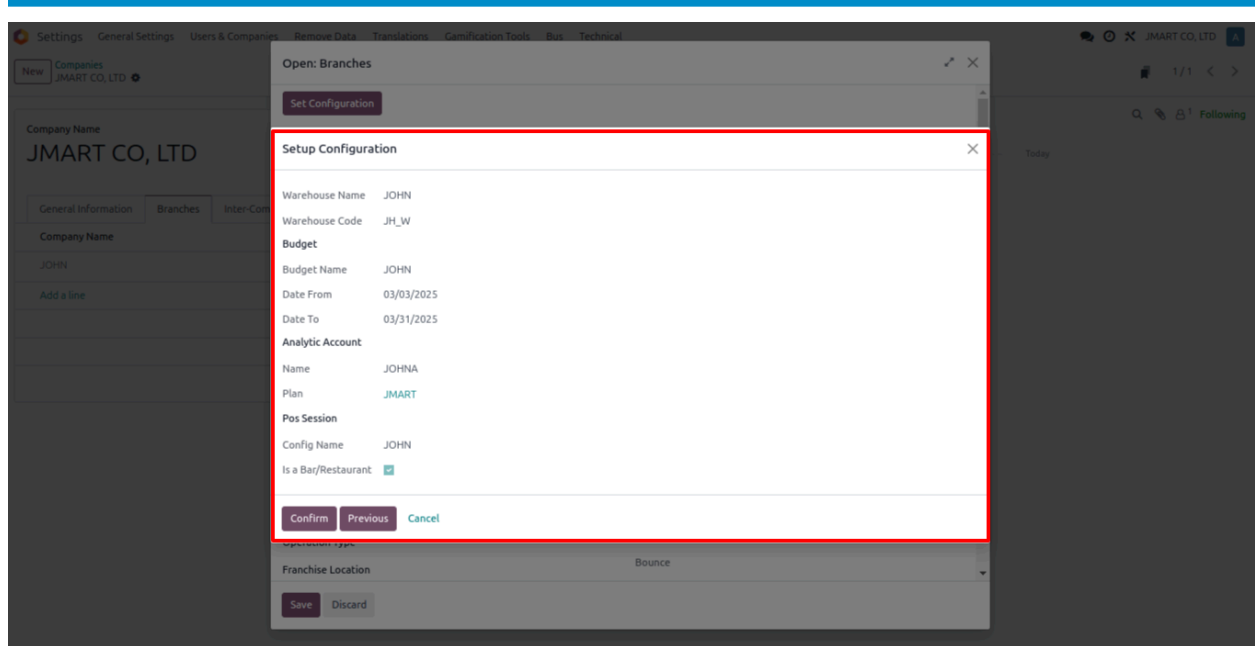 Settings General Settings Users & Companies Remove Data Translations Gamification Tools Bus Technical JMART CO, LTD A
New Companies
JMART CO, LTD
1/1
Open: Branches
Set Configuration
Following
Company Name
JMART CO, LTD
Today
General Information Branches Inter-Com
Company Name
JOHN
Add a line
Setup Configuration
Warehouse Name JOHN
Warehouse Code JH_W
Budget
Budget Name JOHN
Date From 03/03/2025
Date To 03/31/2025
Analytic Account
Name JOHNA
Plan JMART
Pos Session
Config Name JOHN
Is a Bar/Restaurant
Confirm Previous Cancel
Operation Type
Bounce
Franchise Location
Save Discard